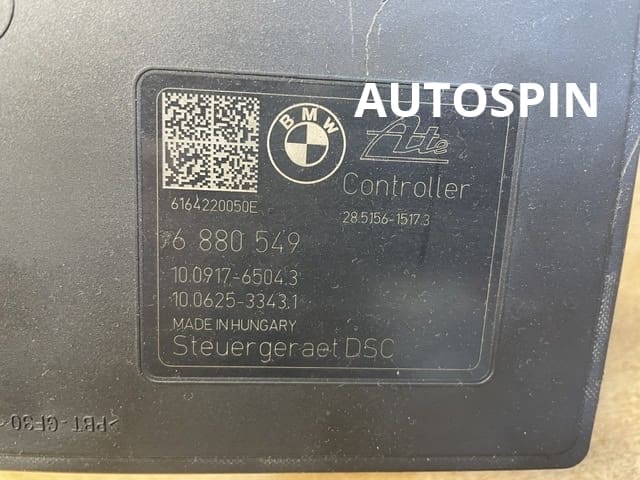 AUTOSPIN
BMW
Ate
Controller
6164220050E
28.5156-1517.3
6 880 549
10.0917-6504.3
10.0625-3343.1
MADE IN HUNGARY
Steuergeraet DSC
>PBT-GF30<